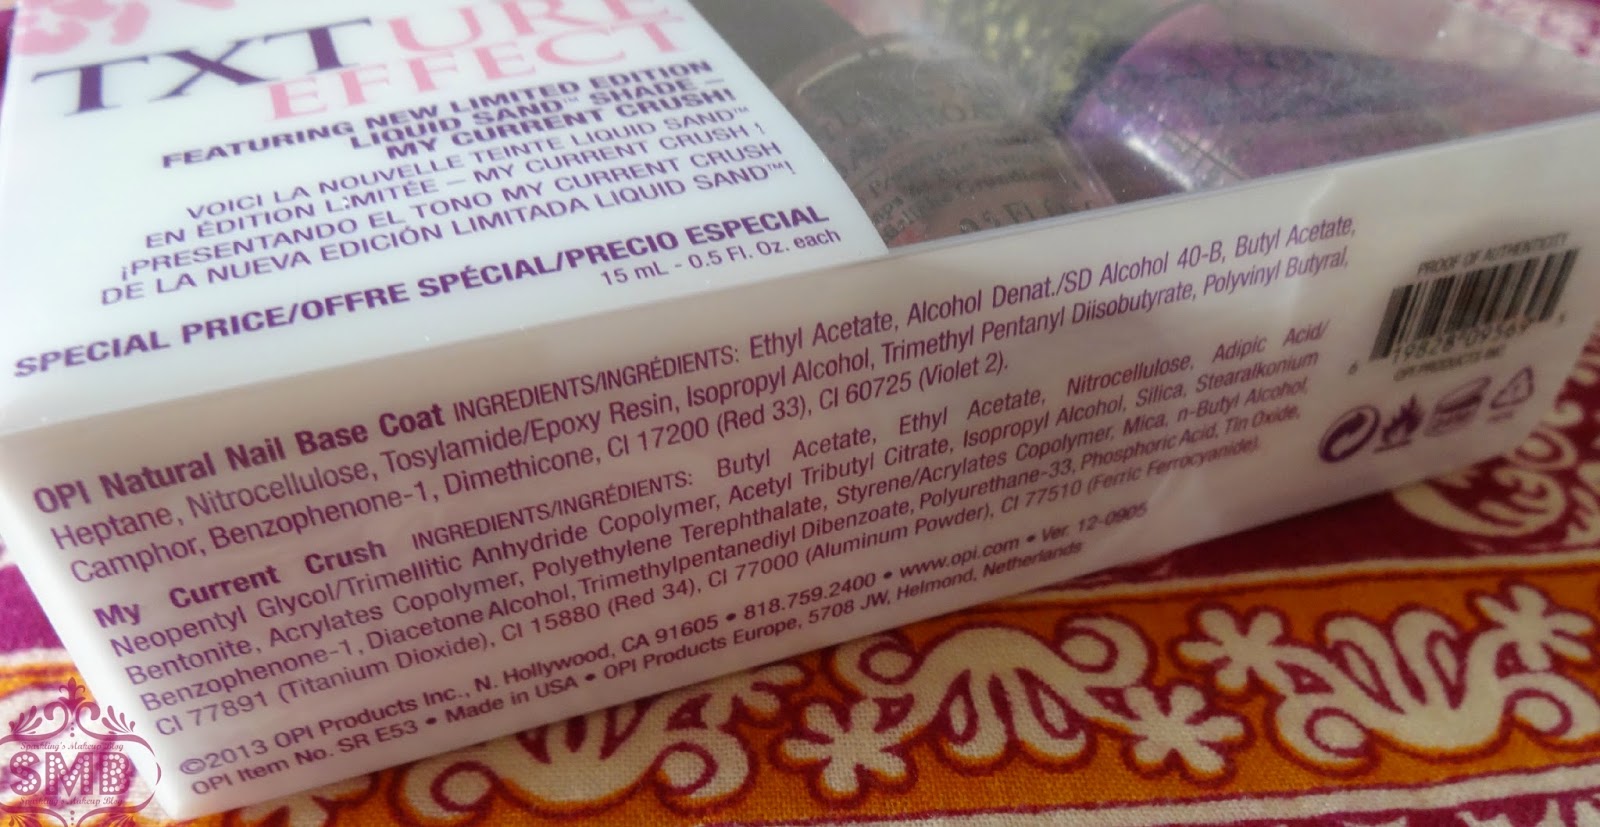 TXTURE
EFFECT
FEATURING NEW LIMITED EDITION
LIQUID SAND™ SHADE –
MY CURRENT CRUSH!
VOICI LA NOUVELLE TEINTE LIQUID SAND™
EN ÉDITION LIMITÉE – MY CURRENT CRUSH !
¡PRESENTANDO EL TONO MY CURRENT CRUSH
DE LA NUEVA EDICIÓN LIMITADA LIQUID SAND™!
SPECIAL PRICE/OFFRE SPÉCIAL/PRECIO ESPECIAL
15 mL - 0.5 Fl. Oz. each
OPI Natural Nail Base Coat INGREDIENTS/INGRÉDIENTS: Ethyl Acetate, Alcohol Denat./SD Alcohol 40-B, Butyl Acetate,
Heptane, Nitrocellulose, Tosylamide/Epoxy Resin, Isopropyl Alcohol, Trimethyl Pentanyl Diisobutyrate, Polyvinyl Butyral,
Camphor, Benzophenone-1, Dimethicone, CI 17200 (Red 33), CI 60725 (Violet 2).
My Current Crush INGREDIENTS/INGRÉDIENTS: Butyl Acetate, Ethyl Acetate, Nitrocellulose, Adipic Acid/
Neopentyl Glycol/Trimellitic Anhydride Copolymer, Acetyl Tributyl Citrate, Isopropyl Alcohol, Silica, Stearalkonium
Bentonite, Acrylates Copolymer, Polyethylene Terephthalate, Styrene/Acrylates Copolymer, Mica, n-Butyl Alcohol,
Benzophenone-1, Diacetone Alcohol, Trimethylpentanediyl Dibenzoate, Polyurethane-33, Phosphoric Acid, Tin Oxide,
CI 77891 (Titanium Dioxide), CI 15880 (Red 34), CI 77000 (Aluminum Powder), CI 77510 (Ferric Ferrocyanide).
©2013 OPI Products Inc., N. Hollywood, CA 91605 • 818.759.2400 • www.opi.com • Ver. 12-0905
OPI Item No. SR E53 • Made in USA • OPI Products Europe, 5708 JW, Helmond, Netherlands
PROOF OF AUTHENTICITY
OPI PRODUCTS INC.
Sparkling's Makeup Blog
SMB
Sparkling's Makeup Blog